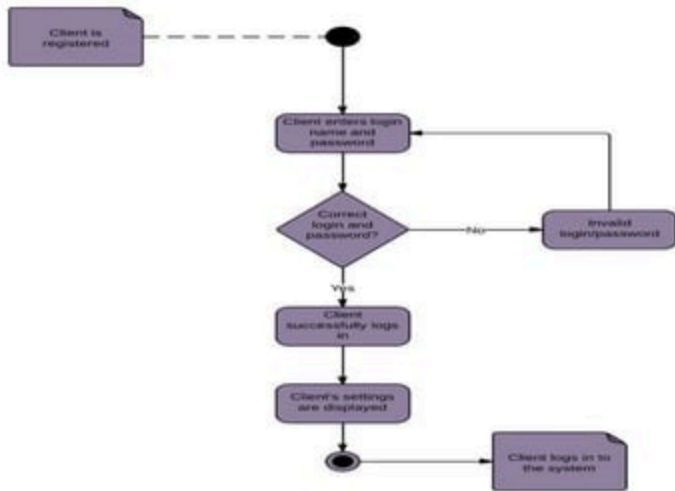 Client is
registered
Client enters login
name and
password
Correct
login and
password?
No
Invalid
login/password
Yes
Client
successfully logs
in
Client's settings
are displayed
Client logs in to
the system